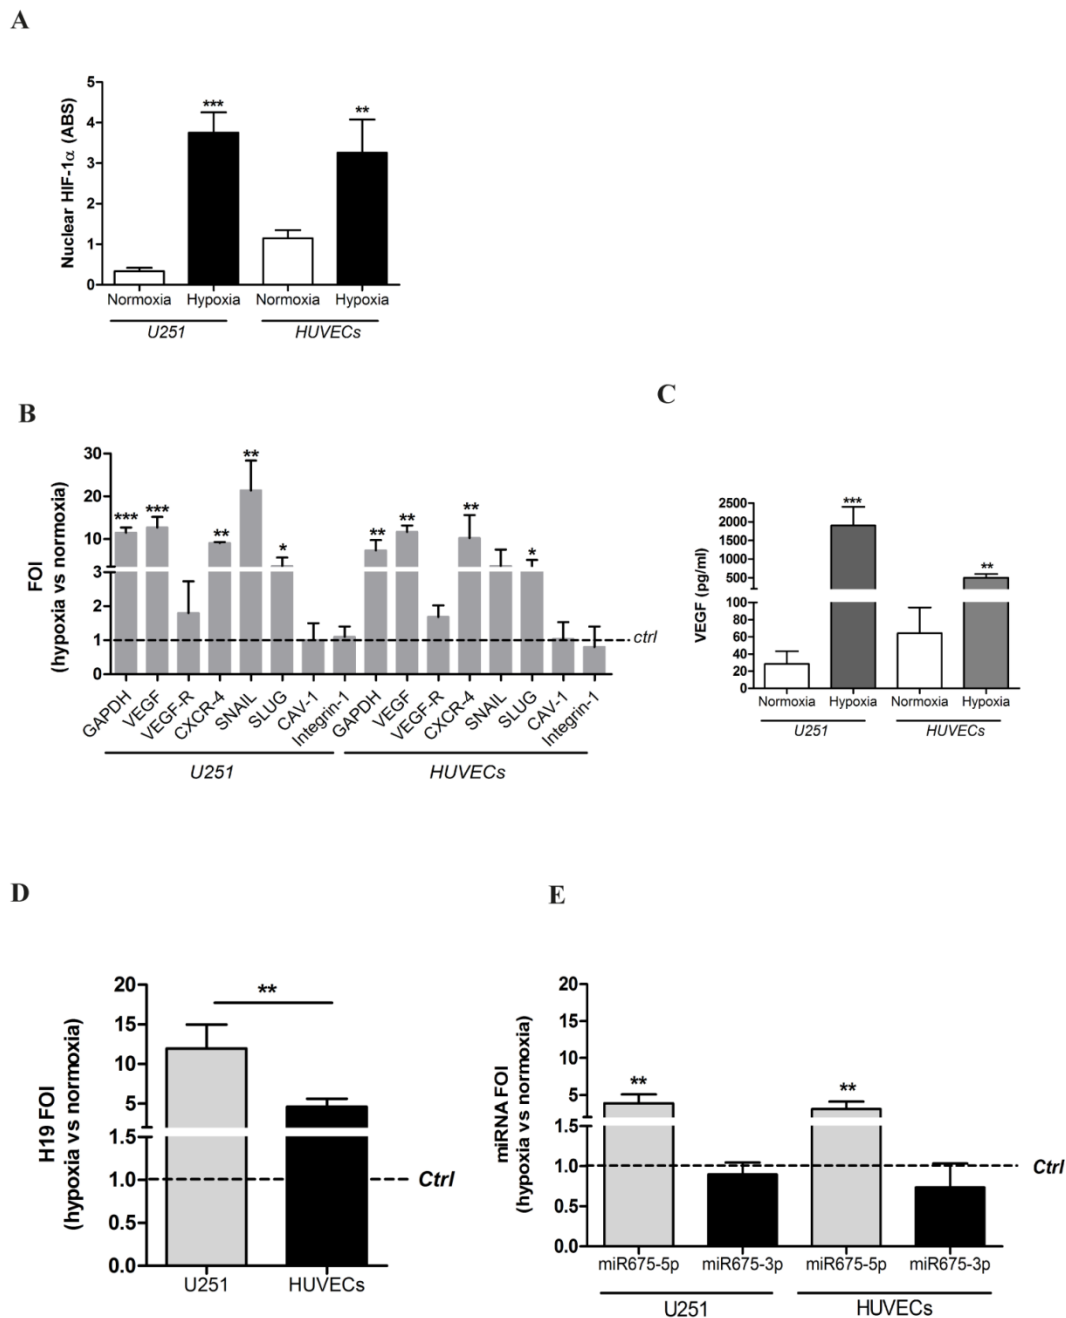 A
Nuclear HIF-1α (ABS)
5
4
3
2
1
0
***
**
Normoxia Hypoxia Normoxia Hypoxia
U251 HUVECs
B
FOI
(hypoxia vs normoxia)
30
20
10
3
2
1
0
*** *** ** ** * ** ** ** *
ctrl
GAPDH VEGF VEGF-R CXCR-4 SNAIL SLUG CAV-1 Integrin-1 GAPDH VEGF VEGF-R CXCR-4 SNAIL SLUG CAV-1 Integrin-1
U251 HUVECs
C
VEGF (pg/ml)
2500
2000
1500
1000
500
100
80
60
40
20
0
***
**
Normoxia Hypoxia Normoxia Hypoxia
U251 HUVECs
D
H19 FOI
(hypoxia vs normoxia)
20
15
10
5
1.5
1.0
0.5
0.0
**
Ctrl
U251 HUVECs
E
miRNA FOI
(hypoxia vs normoxia)
20
15
10
5
1.5
1.0
0.5
0.0
** **
Ctrl
miR675-5p miR675-3p miR675-5p miR675-3p
U251 HUVECs